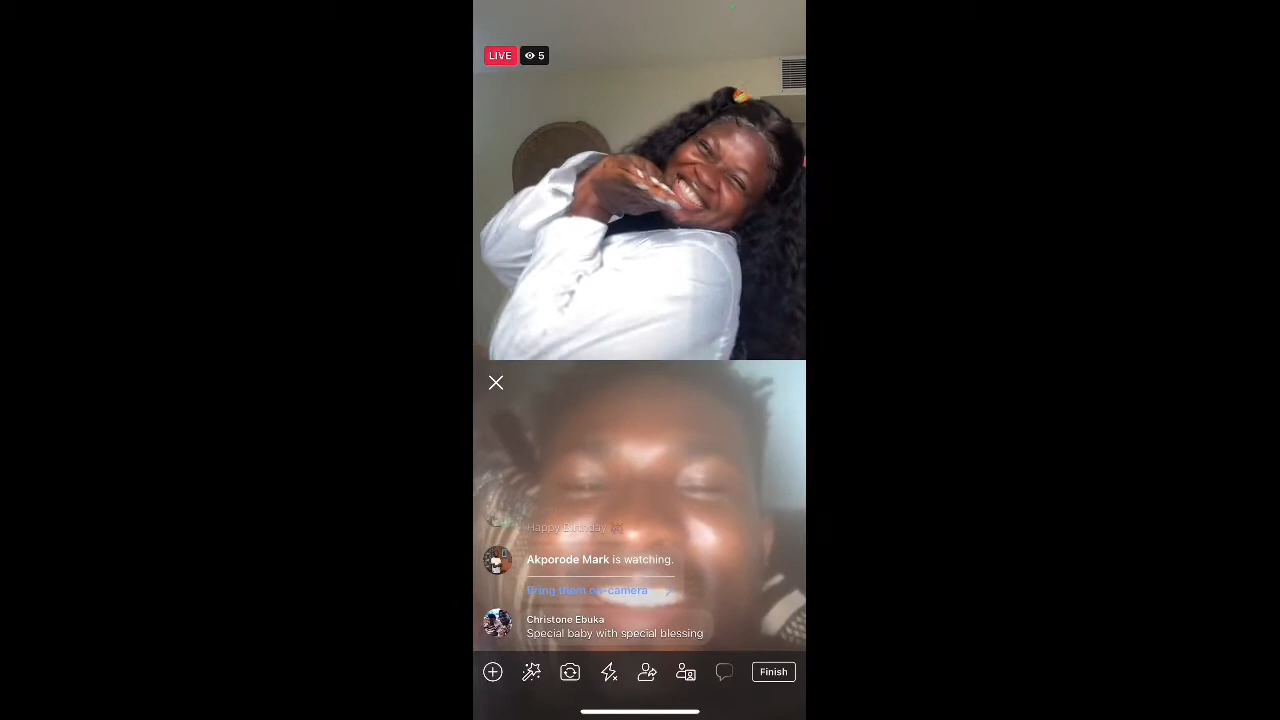 LIVE 5
Happy Birthday
Akporode Mark is watching.
Bring them on-camera
Christone Ebuka
Special baby with special blessing
Finish